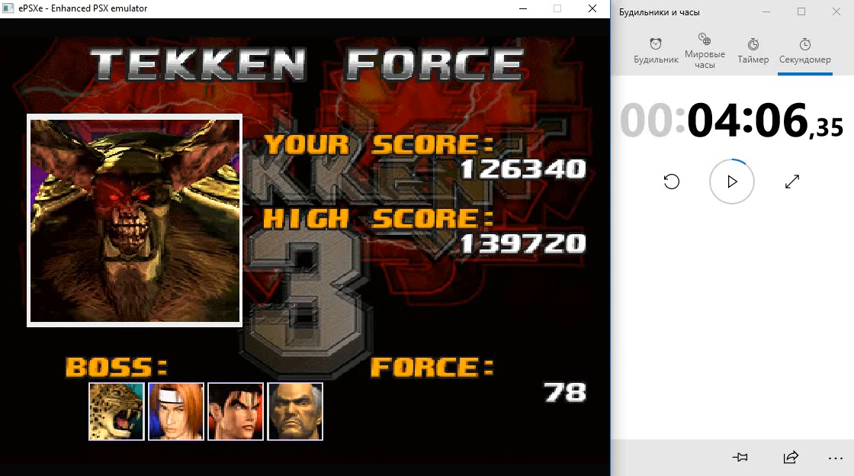 ePSXe - Enhanced PSX emulator
TEKKEN FORCE
YOUR SCORE:
126340
HIGH SCORE:
139720
3
BOSS:
FORCE:
78
Будильники и часы
Будильник
Мировые часы
Таймер
Секундомер
00:04:06,35